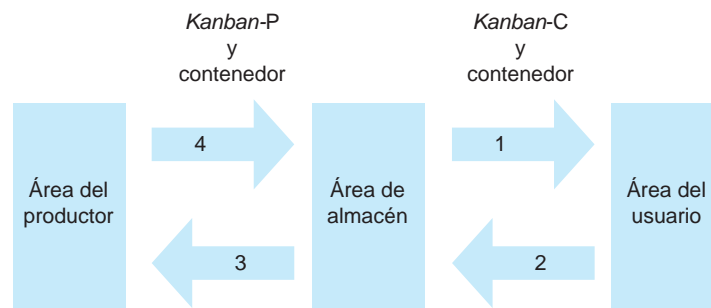 Kanban-P
y
contenedor
Kanban-C
y
contenedor
4
1
Área del
productor
Área de
almacén
Área del
usuario
3
2